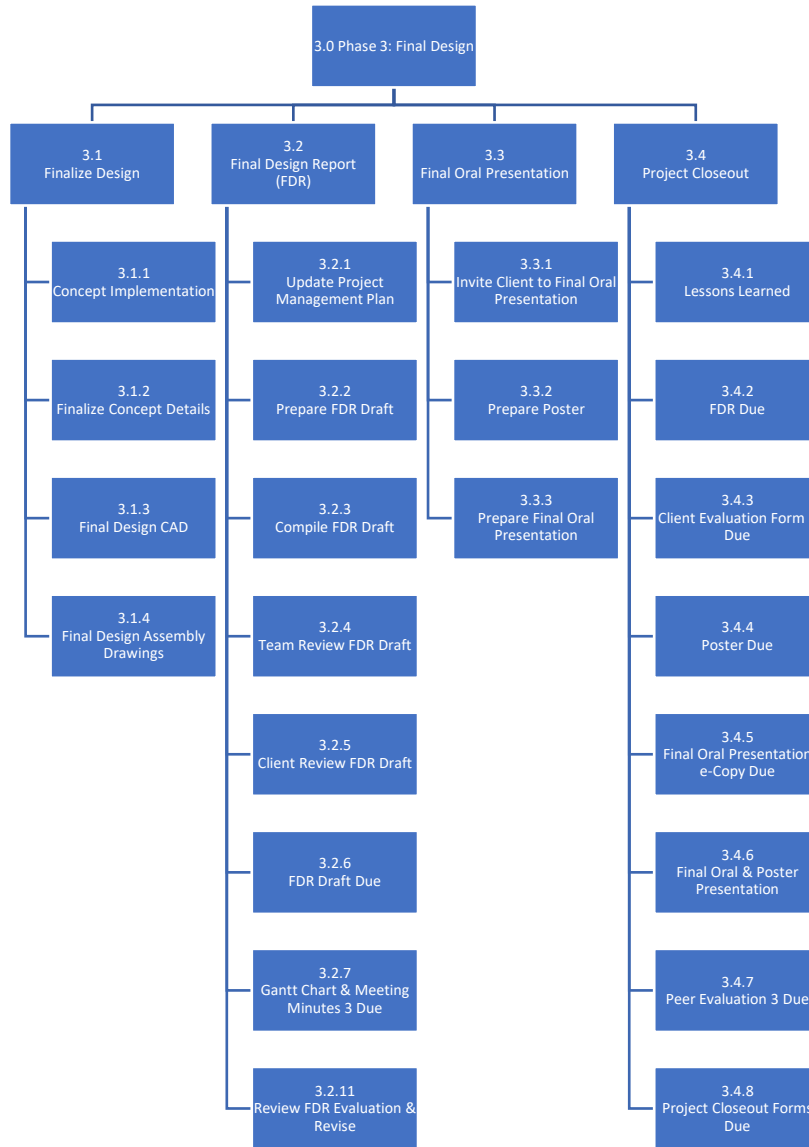 3.0 Phase 3: Final Design
3.1
Finalize Design
3.1.1
Concept Implementation
3.1.2
Finalize Concept Details
3.1.3
Final Design CAD
3.1.4
Final Design Assembly
Drawings
3.2
Final Design Report
(FDR)
3.2.1
Update Project
Management Plan
3.2.2
Prepare FDR Draft
3.2.3
Compile FDR Draft
3.2.4
Team Review FDR Draft
3.2.5
Client Review FDR Draft
3.2.6
FDR Draft Due
3.2.7
Gantt Chart & Meeting
Minutes 3 Due
3.2.11
Review FDR Evaluation &
Revise
3.3
Final Oral Presentation
3.3.1
Invite Client to Final Oral
Presentation
3.3.2
Prepare Poster
3.3.3
Prepare Final Oral
Presentation
3.4
Project Closeout
3.4.1
Lessons Learned
3.4.2
FDR Due
3.4.3
Client Evaluation Form
Due
3.4.4
Poster Due
3.4.5
Final Oral Presentation
e-Copy Due
3.4.6
Final Oral & Poster
Presentation
3.4.7
Peer Evaluation 3 Due
3.4.8
Project Closeout Forms
Due